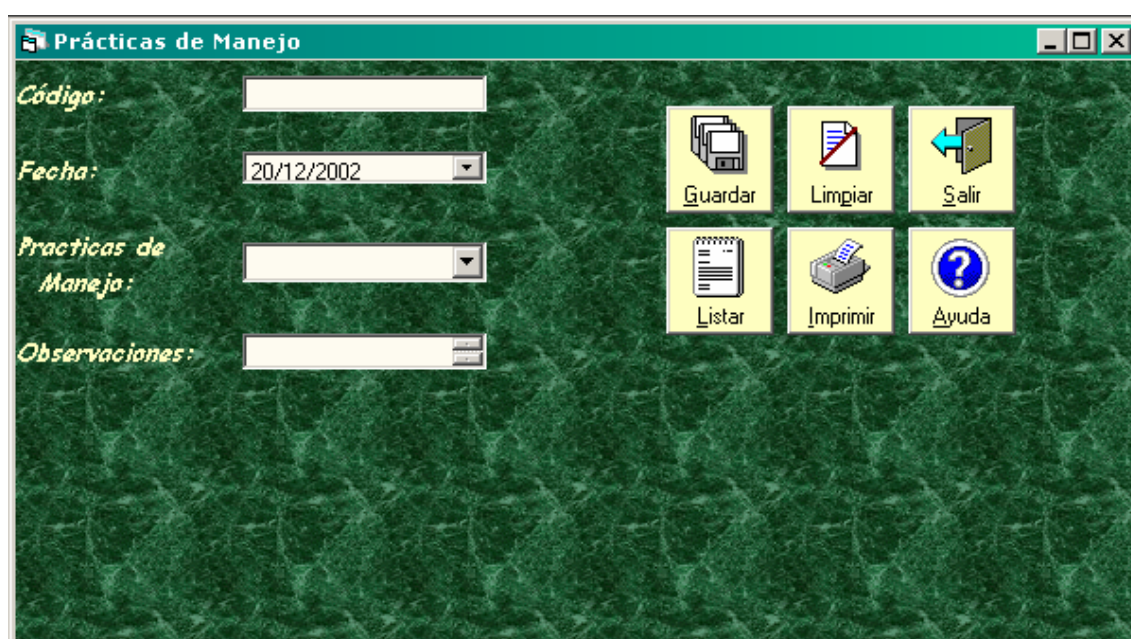 Prácticas de Manejo
Código:
Fecha:
20/12/2002
Practicas de
Manejo:
Observaciones:
Guardar
Limpiar
Salir
Listar
Imprimir
Ayuda